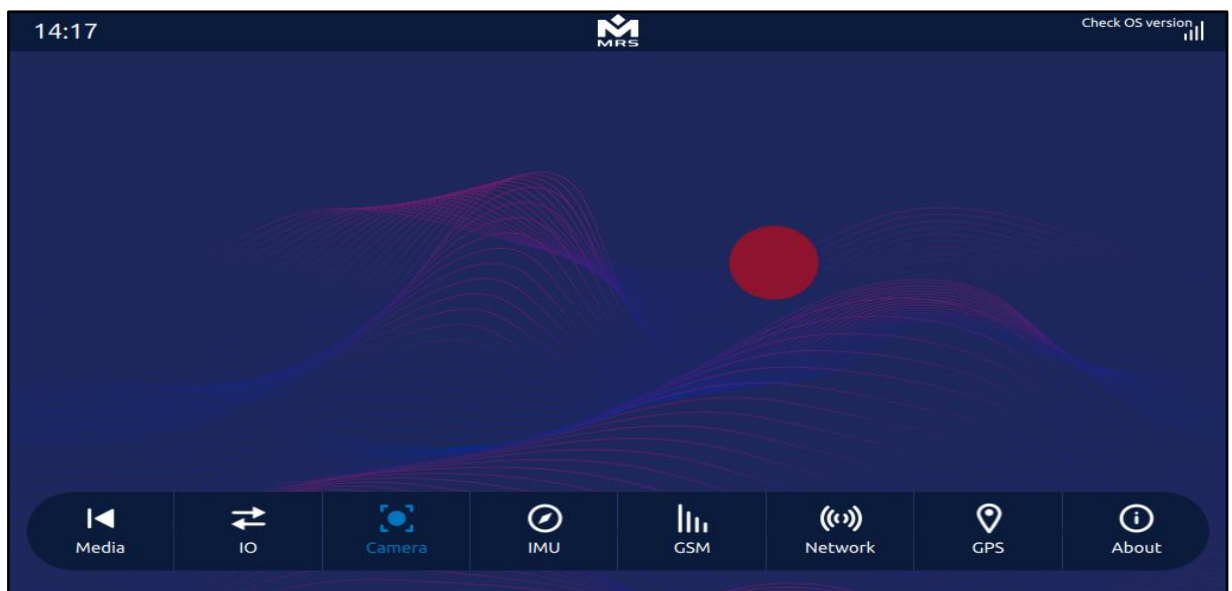 14:17
MRS
Check OS version
Media
IO
Camera
IMU
GSM
Network
GPS
About